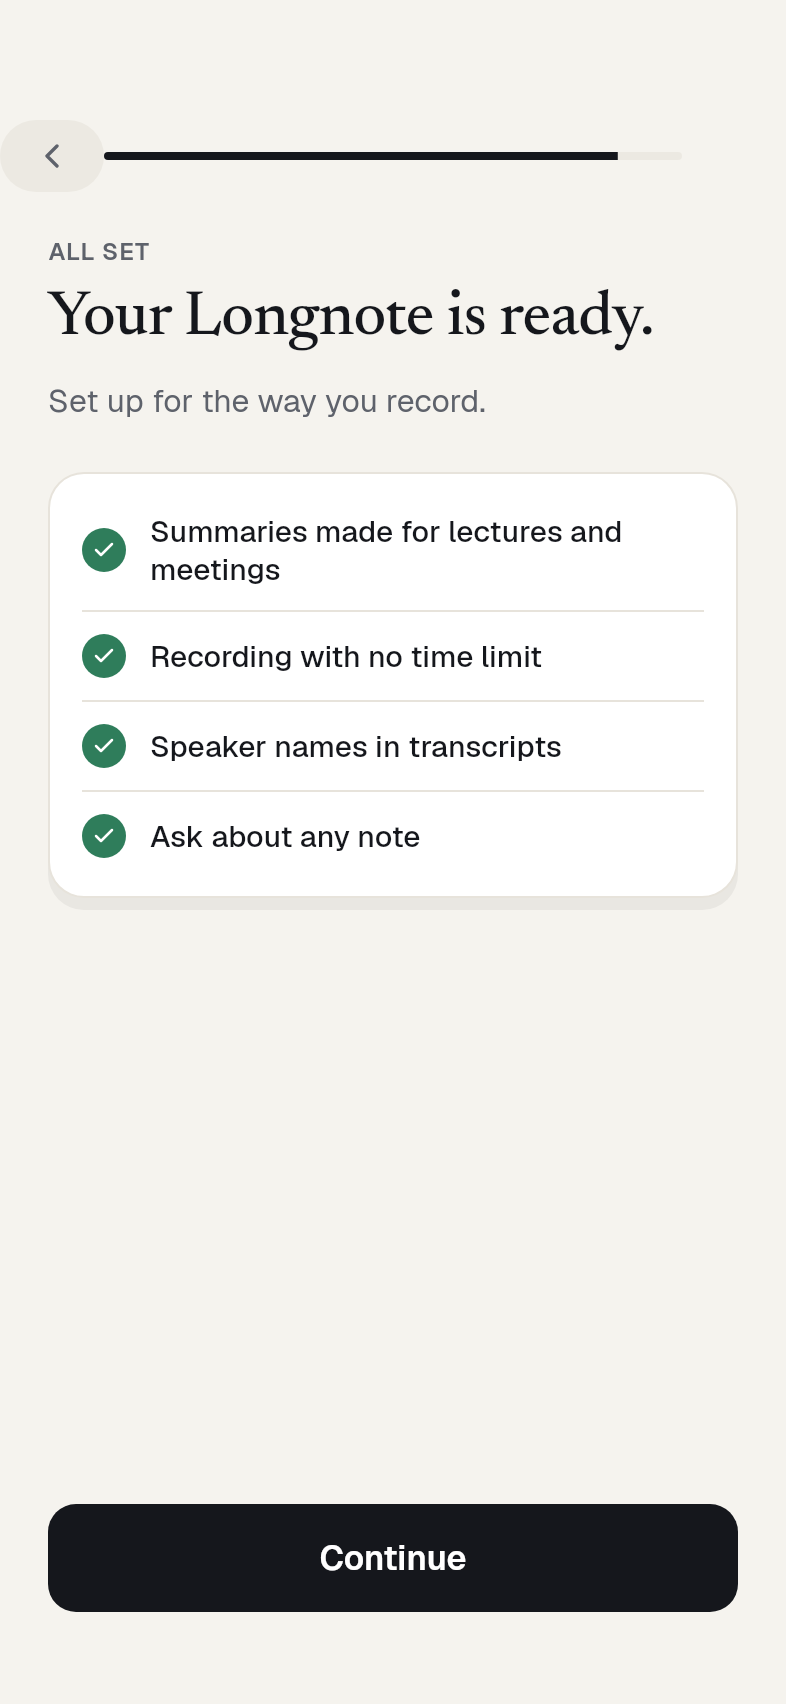 ALL SET
Your Longnote is ready.
Set up for the way you record.
Summaries made for lectures and
meetings
Recording with no time limit
Speaker names in transcripts
Ask about any note
Continue